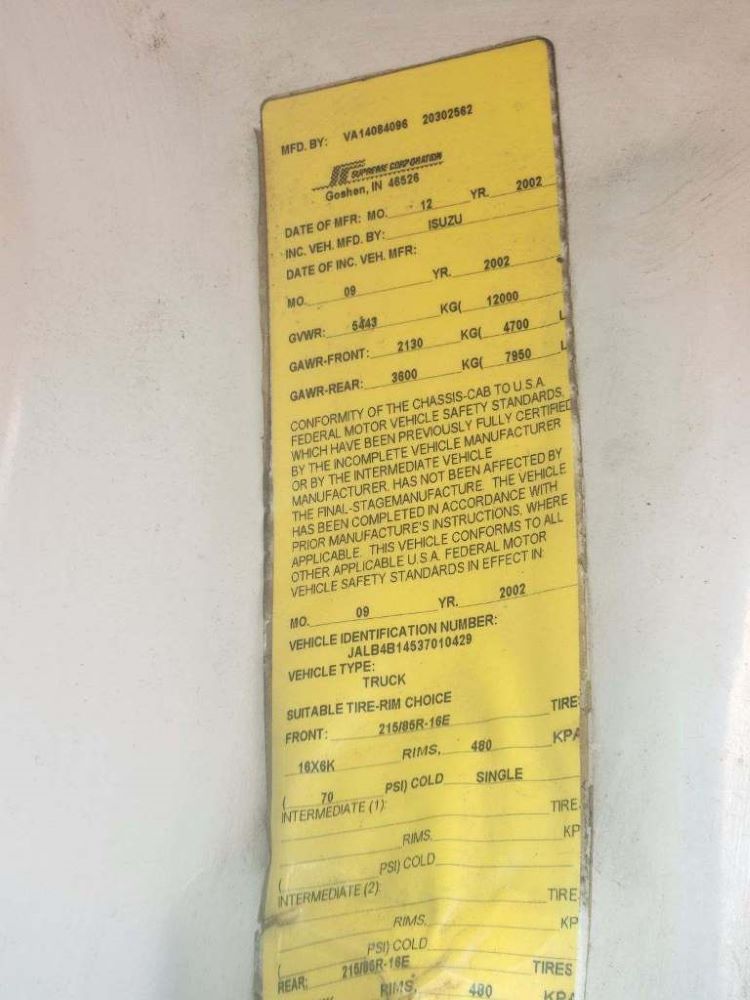 MFD. BY: VA14084096 20302562
SUPREME CORPORATION
Goshen, IN 46526
DATE OF MFR: MO. 12 YR. 2002
INC. VEH. MFD. BY: ISUZU
DATE OF INC. VEH. MFR:
MO. 09 YR. 2002
GVWR: 5443 KG( 12000
GAWR-FRONT: 2130 KG( 4700 L
GAWR-REAR: 3600 KG( 7950 L
CONFORMITY OF THE CHASSIS-CAB TO U.S.A.
FEDERAL MOTOR VEHICLE SAFETY STANDARDS,
WHICH HAVE BEEN PREVIOUSLY FULLY CERTIFIED
BY THE INCOMPLETE VEHICLE MANUFACTURER
OR BY THE INTERMEDIATE VEHICLE
MANUFACTURER, HAS NOT BEEN AFFECTED BY
THE FINAL-STAGEMANUFACTURE. THE VEHICLE
HAS BEEN COMPLETED IN ACCORDANCE WITH
PRIOR MANUFACTURE'S INSTRUCTIONS, WHERE
APPLICABLE. THIS VEHICLE CONFORMS TO ALL
OTHER APPLICABLE U.S.A. FEDERAL MOTOR
VEHICLE SAFETY STANDARDS IN EFFECT IN:
MO. 09 YR. 2002
VEHICLE IDENTIFICATION NUMBER:
JALB4B14537010429
VEHICLE TYPE:
TRUCK
SUITABLE TIRE-RIM CHOICE
FRONT: 215/85R-16E TIRE
16X6K RIMS, 480 KPA
( 70 PSI) COLD SINGLE
INTERMEDIATE (1): TIRE
RIMS, KP
( PSI) COLD
INTERMEDIATE (2): TIRE
RIMS, KP
( PSI) COLD
REAR: 215/85R-16E TIRES
RIMS, 480 KPA